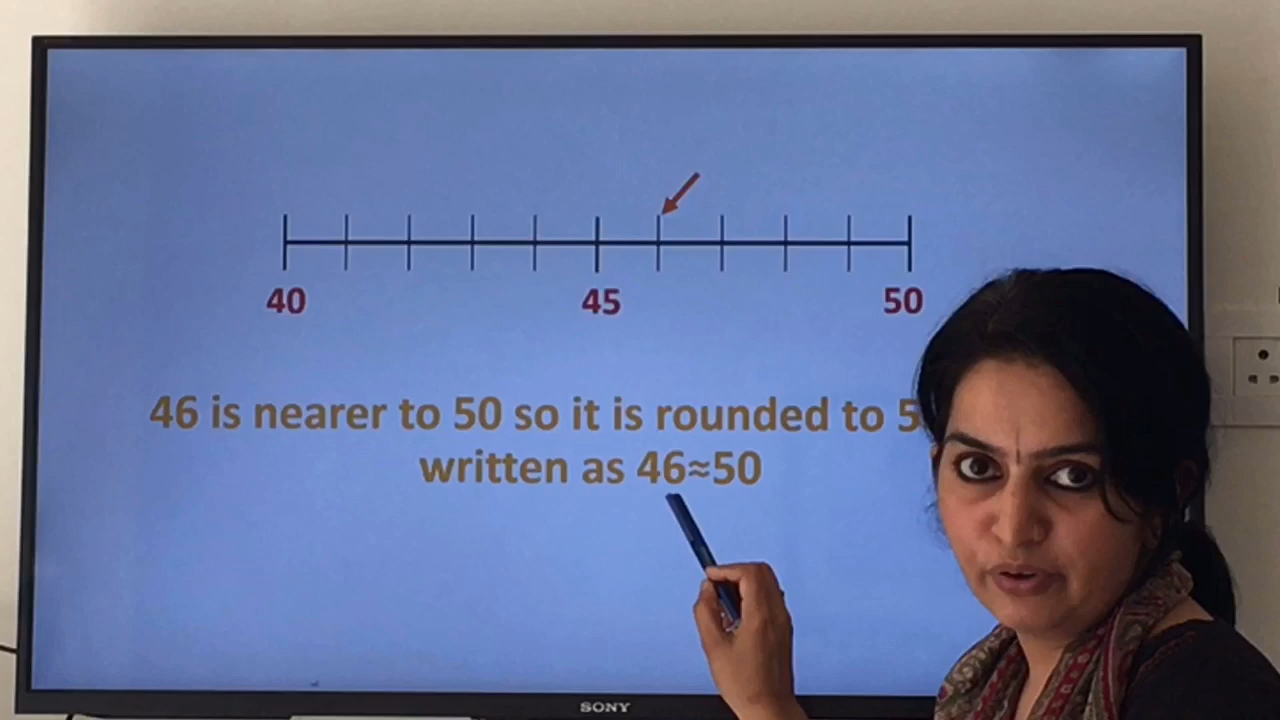 40 45 50
46 is nearer to 50 so it is rounded to
written as 46≈50
SONY